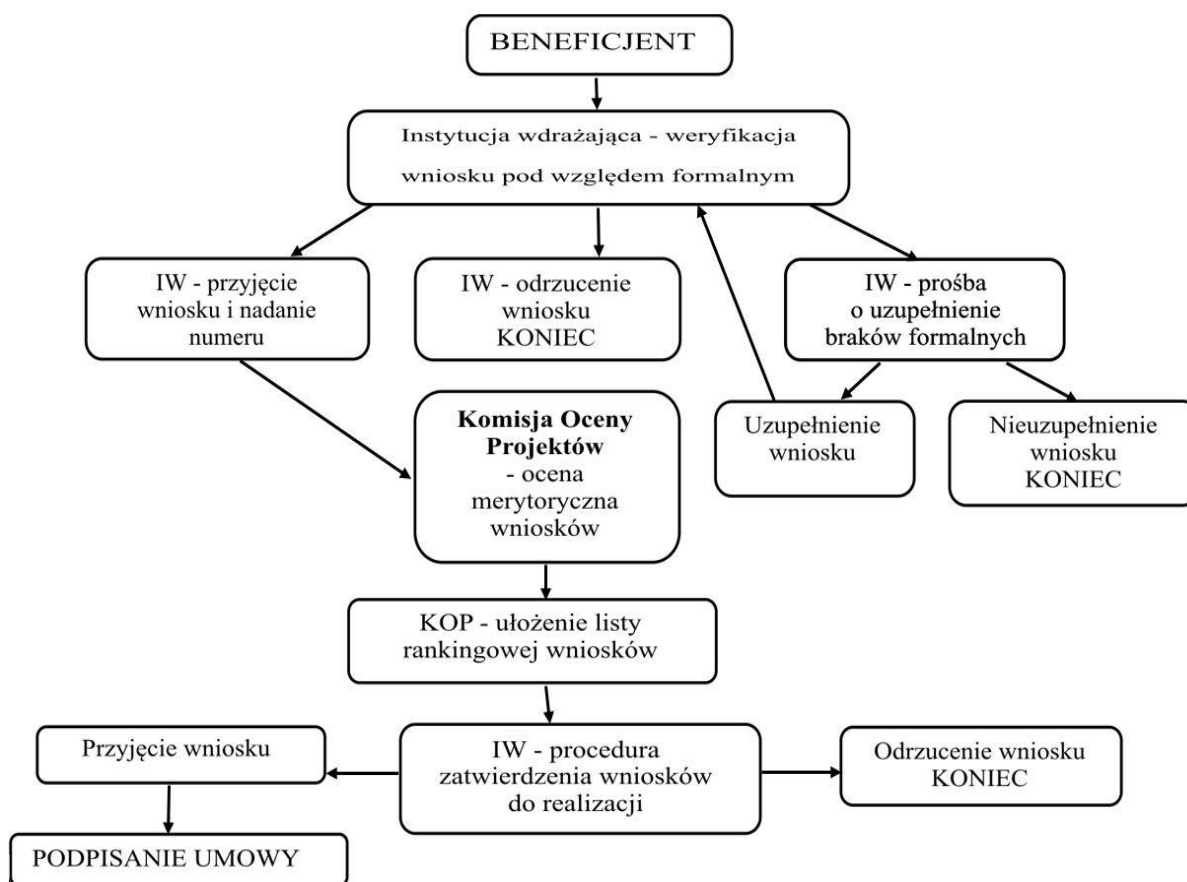 BENEFICJENT
Instytucja wdrażająca - weryfikacja
wniosku pod względem formalnym
IW - przyjęcie
wniosku i nadanie
numeru
IW - odrzucenie
wniosku
KONIEC
IW - prośba
o uzupełnienie
braków formalnych
Komisja Oceny
Projektów
- ocena
merytoryczna
wniosków
Uzupełnienie
wniosku
Nieuzupełnienie
wniosku
KONIEC
KOP - ułożenie listy
rankingowej wniosków
Przyjęcie wniosku
IW - procedura
zatwierdzenia wniosków
do realizacji
Odrzucenie wniosku
KONIEC
PODPISANIE UMOWY